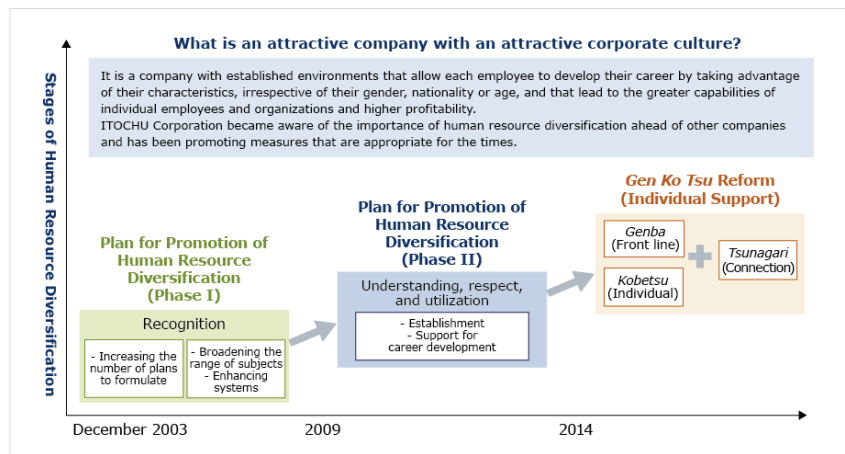 What is an attractive company with an attractive corporate culture?
It is a company with established environments that allow each employee to develop their career by taking advantage
of their characteristics, irrespective of their gender, nationality or age, and that lead to the greater capabilities of
individual employees and organizations and higher profitability.
ITOCHU Corporation became aware of the importance of human resource diversification ahead of other companies
and has been promoting measures that are appropriate for the times.
Stages of Human Resource Diversification
Plan for Promotion of
Human Resource
Diversification
(Phase I)
Recognition
- Increasing the
number of plans
to formulate
- Broadening the
range of subjects
- Enhancing
systems
Plan for Promotion of
Human Resource
Diversification
(Phase II)
Understanding, respect,
and utilization
- Establishment
- Support for
career development
Gen Ko Tsu Reform
(Individual Support)
Genba
(Front line)
Kobetsu
(Individual)
Tsunagari
(Connection)
December 2003
2009
2014